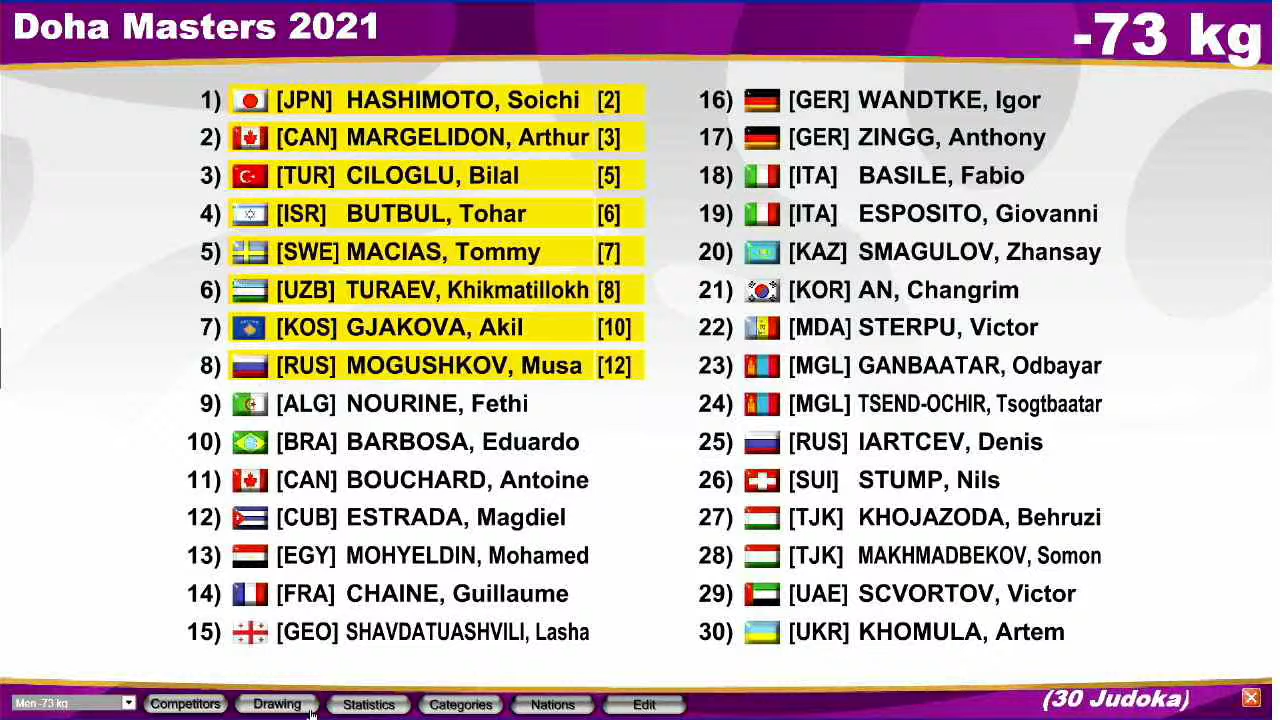 Doha Masters 2021
-73 kg
1) [JPN] HASHIMOTO, Soichi [2]
2) [CAN] MARGELIDON, Arthur [3]
3) [TUR] CILOGLU, Bilal [5]
4) [ISR] BUTBUL, Tohar [6]
5) [SWE] MACIAS, Tommy [7]
6) [UZB] TURAEV, Khikmatillokh [8]
7) [KOS] GJAKOVA, Akil [10]
8) [RUS] MOGUSHKOV, Musa [12]
9) [ALG] NOURINE, Fethi
10) [BRA] BARBOSA, Eduardo
11) [CAN] BOUCHARD, Antoine
12) [CUB] ESTRADA, Magdiel
13) [EGY] MOHYELDIN, Mohamed
14) [FRA] CHAINE, Guillaume
15) [GEO] SHAVDATUASHVILI, Lasha
16) [GER] WANDTKE, Igor
17) [GER] ZINGG, Anthony
18) [ITA] BASILE, Fabio
19) [ITA] ESPOSITO, Giovanni
20) [KAZ] SMAGULOV, Zhansay
21) [KOR] AN, Changrim
22) [MDA] STERPU, Victor
23) [MGL] GANBAATAR, Odbayar
24) [MGL] TSEND-OCHIR, Tsogtbaatar
25) [RUS] IARTCEV, Denis
26) [SUI] STUMP, Nils
27) [TJK] KHOJAZODA, Behruzi
28) [TJK] MAKHMADBEKOV, Somon
29) [UAE] SCVORTOV, Victor
30) [UKR] KHOMULA, Artem
Men -73 kg Competitors Drawing Statistics Categories Nations Edit (30 Judoka)